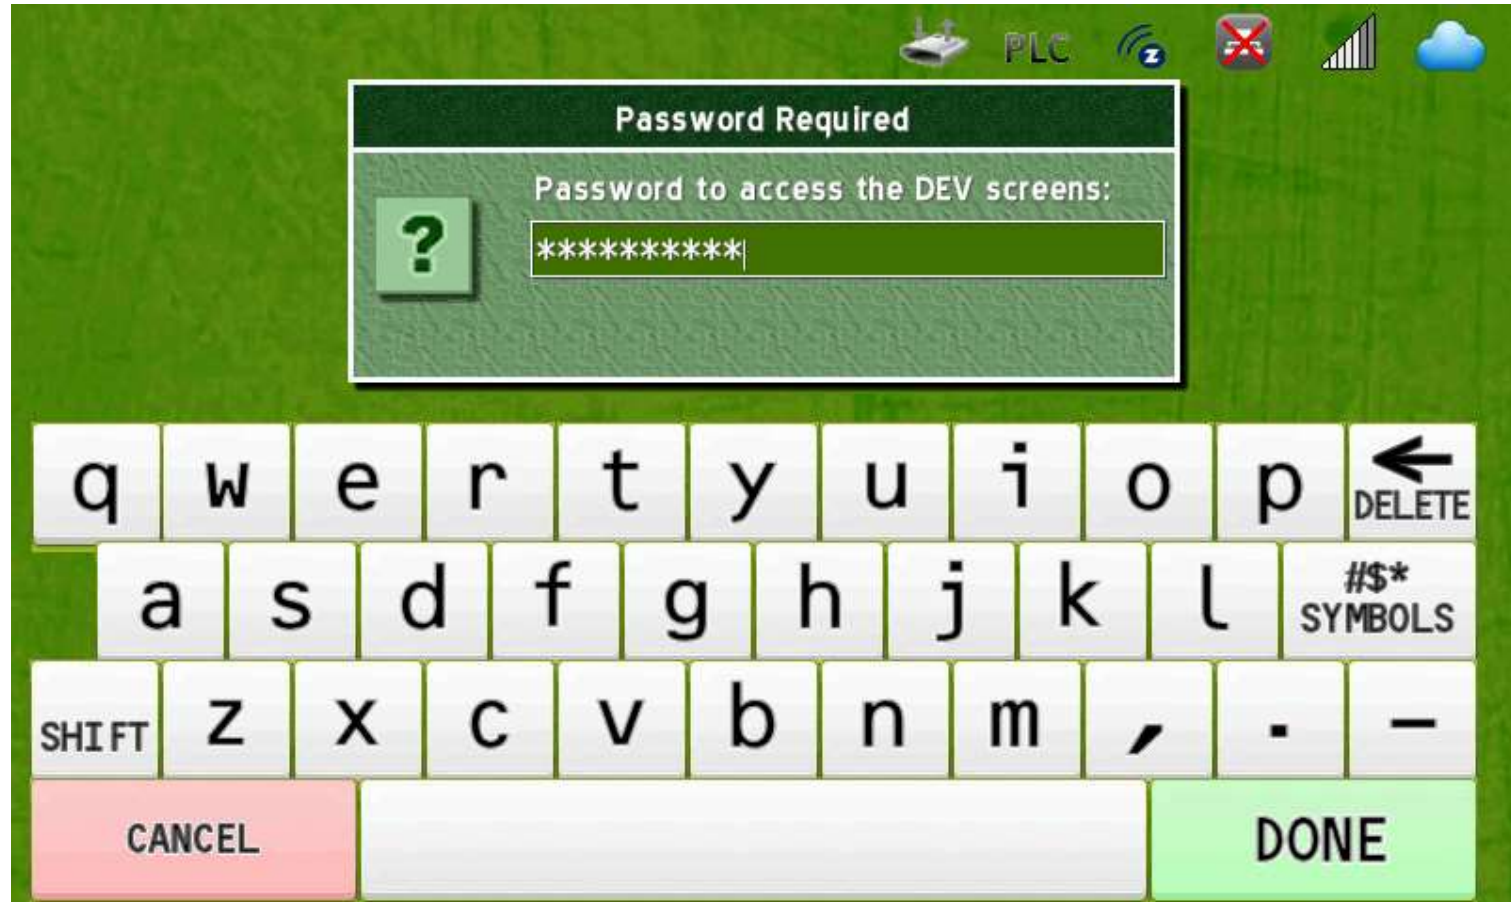 PLC z
Password Required
Password to access the DEV screens:
?
**********
q w e r t y u i o p ← DELETE
a s d f g h j k l #$* SYMBOLS
SHIFT z x c v b n m , . –
CANCEL DONE